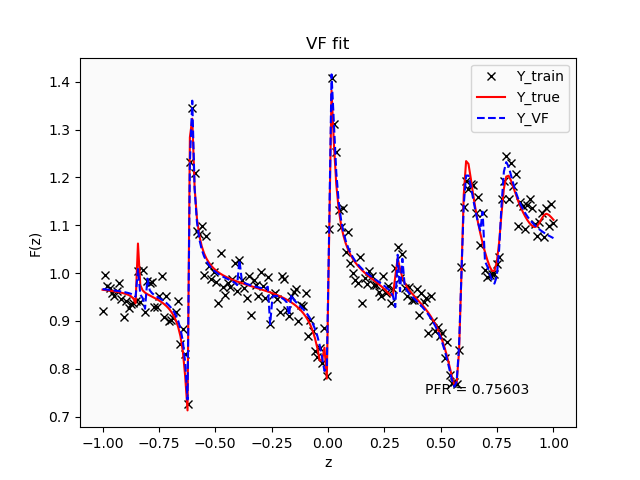 VF fit
Y_train
Y_true
Y_VF
1.4
1.3
1.2
1.1
1.0
0.9
0.8
0.7
F(z)
PFR = 0.75603
−1.00 −0.75 −0.50 −0.25 0.00 0.25 0.50 0.75 1.00
z